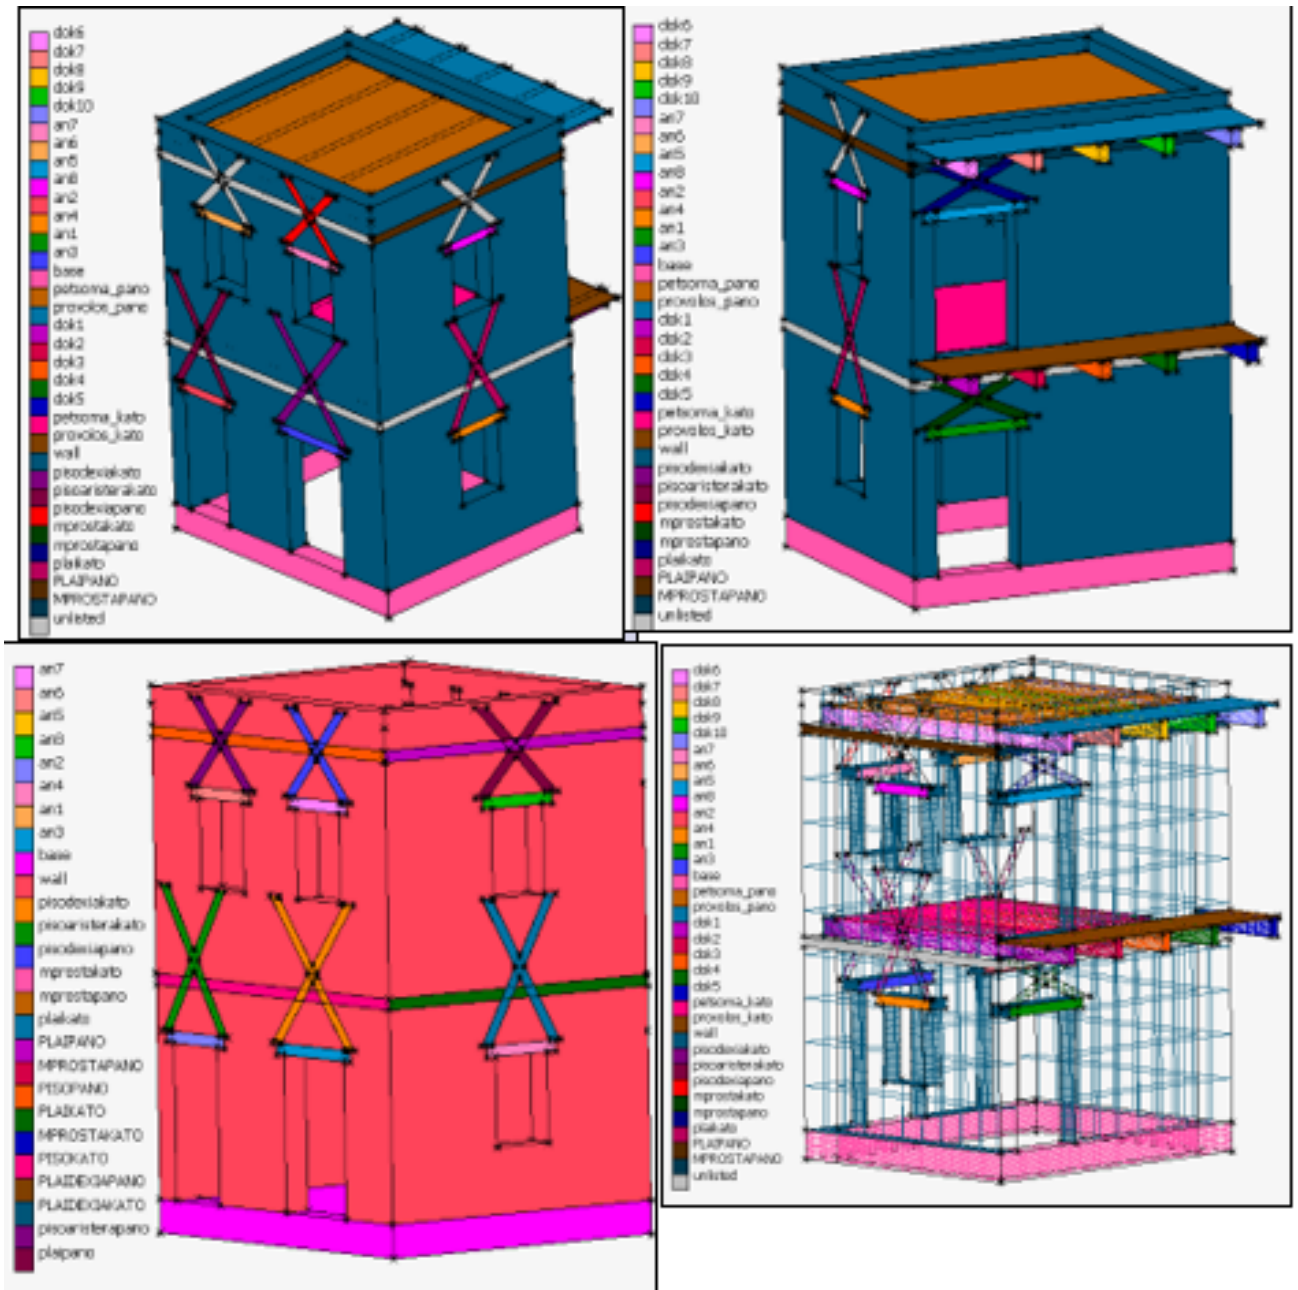 dok6
dok7
dok8
dok9
dok10
an7
an6
an5
an8
an2
an4
an1
an3
base
petsoma_pano
provolos_pano
dok1
dok2
dok3
dok4
dok5
petsoma_kato
provolos_kato
wall
pisodexiakato
pisoaristerakato
pisodexiapano
mprostakato
mprostapano
plaikato
PLAIPANO
MPROSTAPANO
unlisted
dok6
dok7
dok8
dok9
dok10
an7
an6
an5
an8
an2
an4
an1
an3
base
petsoma_pano
provolos_pano
dok1
dok2
dok3
dok4
dok5
petsoma_kato
provolos_kato
wall
pisodexiakato
pisoaristerakato
pisodexiapano
mprostakato
mprostapano
plaikato
PLAIPANO
MPROSTAPANO
unlisted
an7
an6
an5
an8
an2
an4
an1
an3
base
wall
pisodexiakato
pisoaristerakato
pisodexiapano
mprostakato
mprostapano
plaikato
PLAIPANO
MPROSTAPANO
PISOPANO
PLAIKATO
MPROSTAKATO
PISOKATO
PLAIDEXIAPANO
PLAIDEXIAKATO
pisoaristerapano
plaipano
dok6
dok7
dok8
dok9
dok10
an7
an6
an5
an8
an2
an4
an1
an3
base
petsoma_pano
provolos_pano
dok1
dok2
dok3
dok4
dok5
petsoma_kato
provolos_kato
wall
pisodexiakato
pisoaristerakato
pisodexiapano
mprostakato
mprostapano
plaikato
PLAIPANO
MPROSTAPANO
unlisted